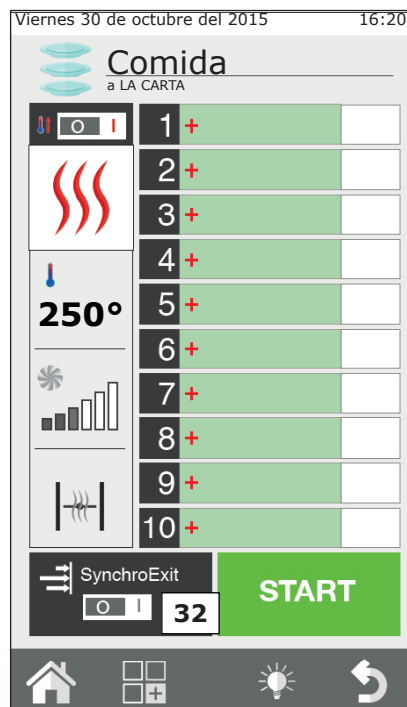 Viernes 30 de octubre del 2015 16:20
Comida
a LA CARTA
O I
1 +
2 +
3 +
4 +
250°
5 +
6 +
7 +
8 +
9 +
10 +
SynchroExit
O I
32
START